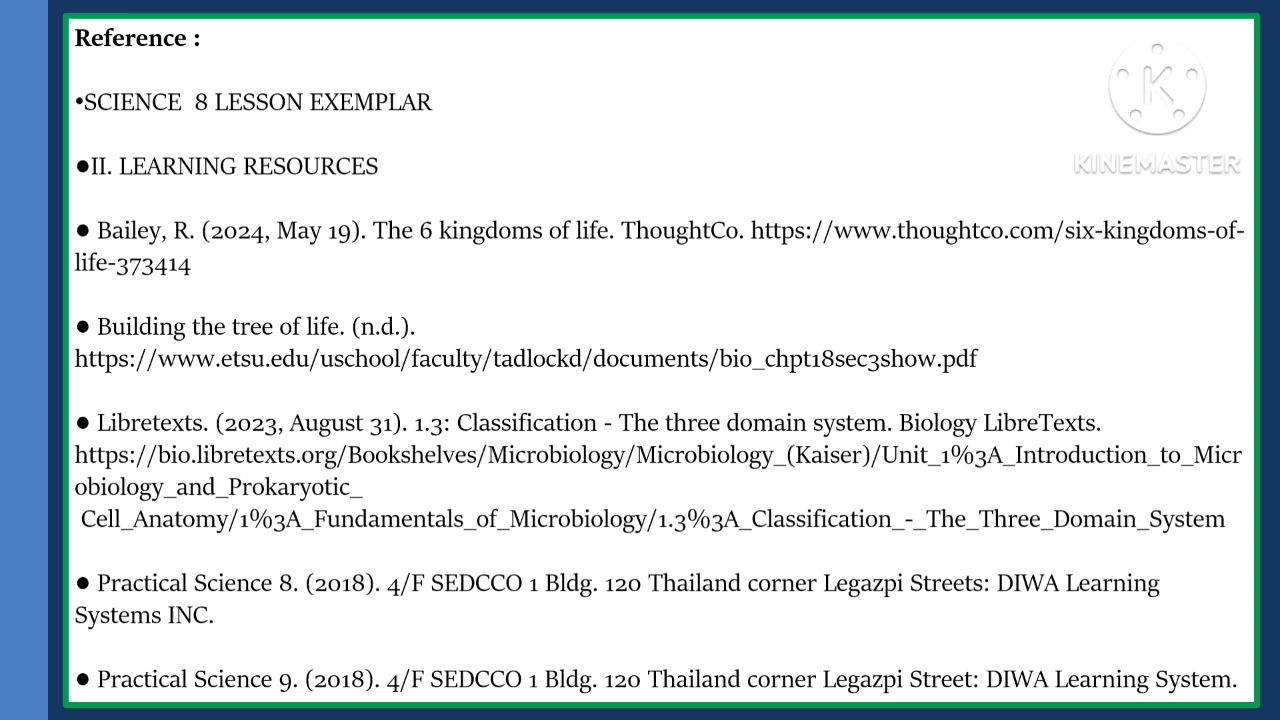 Reference :
•SCIENCE  8 LESSON EXEMPLAR
K
KINEMASTER
●II. LEARNING RESOURCES
● Bailey, R. (2024, May 19). The 6 kingdoms of life. ThoughtCo. https://www.thoughtco.com/six-kingdoms-of-
life-373414
● Building the tree of life. (n.d.).
https://www.etsu.edu/uschool/faculty/tadlockd/documents/bio_chpt18sec3show.pdf
● Libretexts. (2023, August 31). 1.3: Classification - The three domain system. Biology LibreTexts.
https://bio.libretexts.org/Bookshelves/Microbiology/Microbiology_(Kaiser)/Unit_1%3A_Introduction_to_Micr
obiology_and_Prokaryotic_
Cell_Anatomy/1%3A_Fundamentals_of_Microbiology/1.3%3A_Classification_-_The_Three_Domain_System
● Practical Science 8. (2018). 4/F SEDCCO 1 Bldg. 120 Thailand corner Legazpi Streets: DIWA Learning
Systems INC.
● Practical Science 9. (2018). 4/F SEDCCO 1 Bldg. 120 Thailand corner Legazpi Street: DIWA Learning System.